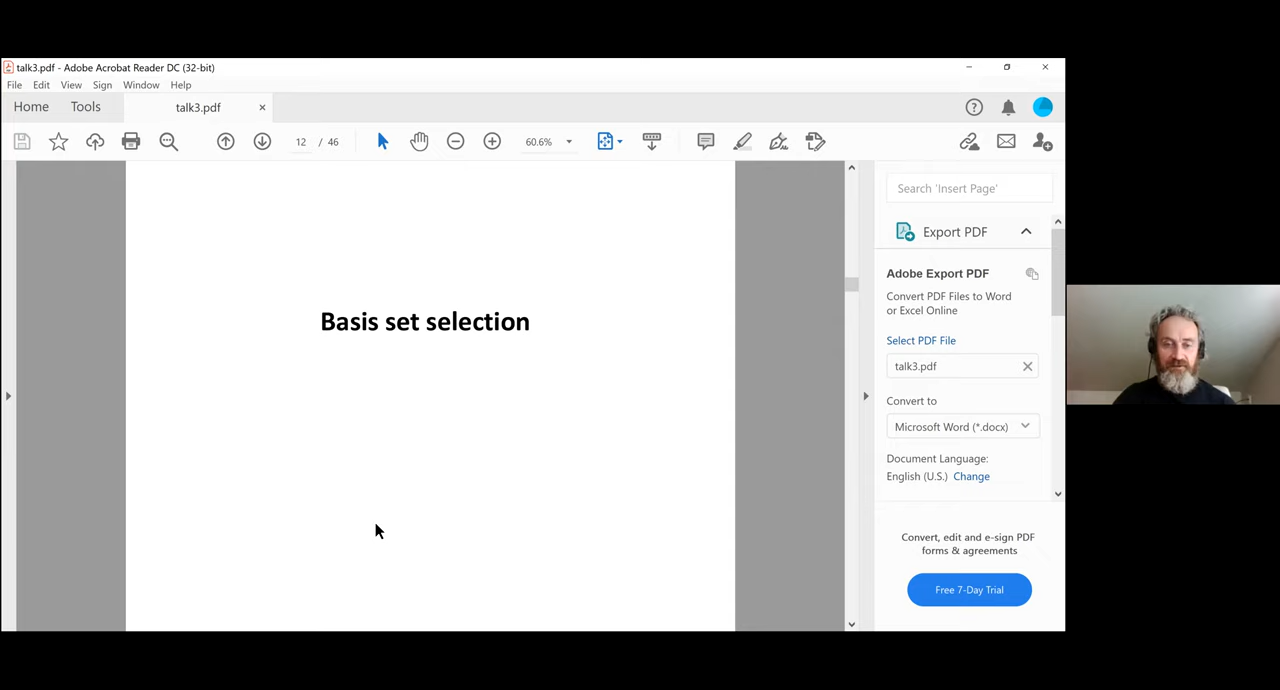 talk3.pdf - Adobe Acrobat Reader DC (32-bit)
File Edit View Sign Window Help
Home Tools talk3.pdf
12 / 46 60.6%
Search 'Insert Page'
Export PDF
Adobe Export PDF
Convert PDF Files to Word
or Excel Online
Select PDF File
talk3.pdf
Convert to
Microsoft Word (*.docx)
Document Language:
English (U.S.) Change
Convert, edit and e-sign PDF
forms & agreements
Free 7-Day Trial
Basis set selection